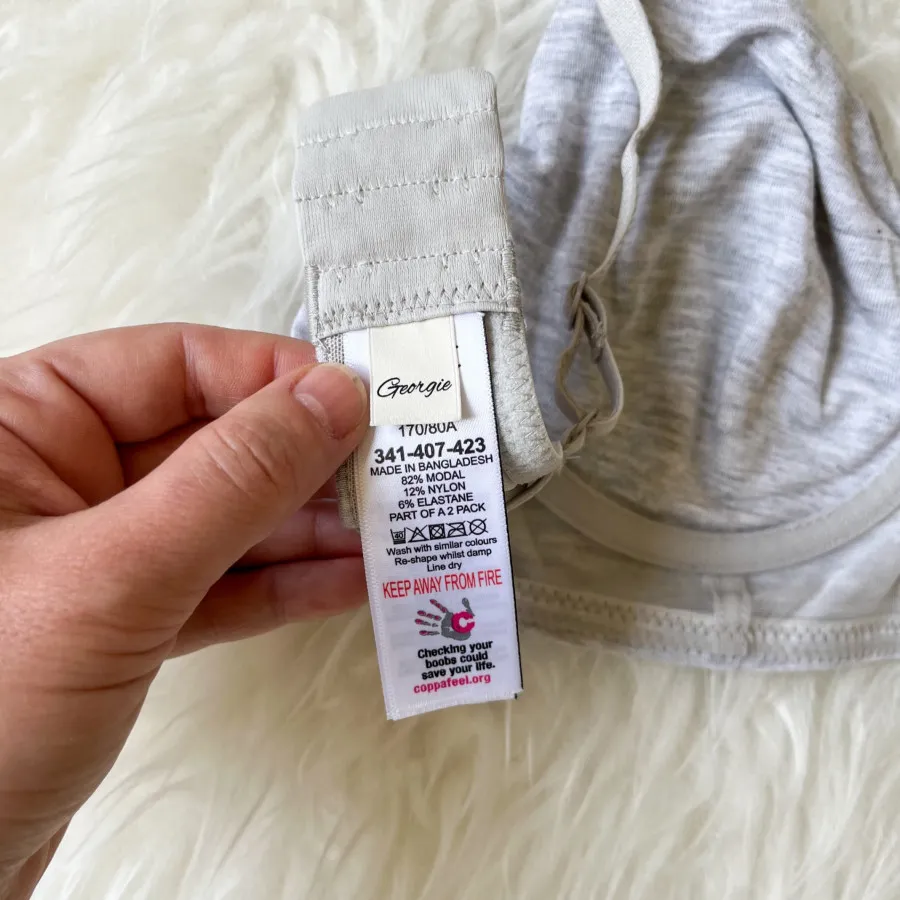 Georgie
170/80A
341-407-423
MADE IN BANGLADESH
82% MODAL
12% NYLON
6% ELASTANE
PART OF A 2 PACK
40
Wash with similar colours
Re-shape whilst damp
Line dry
KEEP AWAY FROM FIRE
C
Checking your
boobs could
save your life.
coppafeel.org